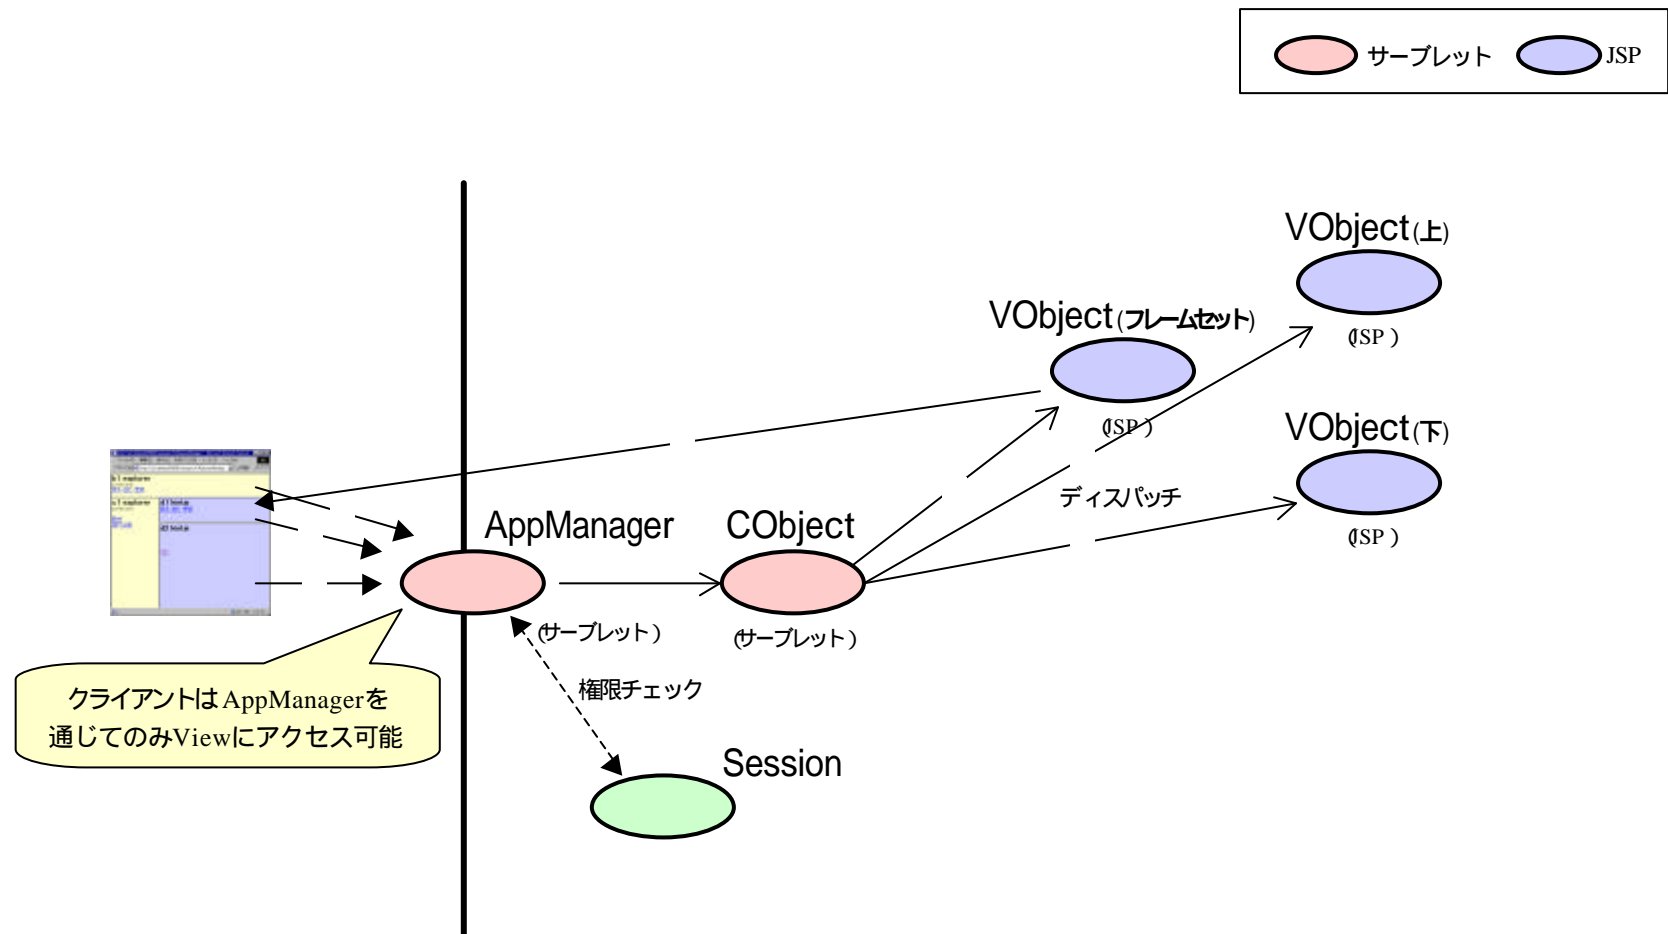 サーブレット
JSP
VObject(上)
(JSP)
VObject(フレームセット)
(JSP)
VObject(下)
(JSP)
ディスパッチ
b1 explorer
c1 explorer
AppManager
CObject
(サーブレット)
(サーブレット)
クライアントはAppManagerを
通じてのみViewにアクセス可能
権限チェック
Session